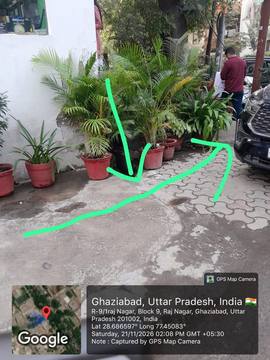 GPS Map Camera
Ghaziabad, Uttar Pradesh, India
R-9/1raj Nagar, Block 9, Raj Nagar, Ghaziabad, Uttar
Pradesh 201002, India
Lat 28.686597° Long 77.45083°
Saturday, 21/11/2026 02:08 PM GMT +05:30
Note : Captured by GPS Map Camera
Google